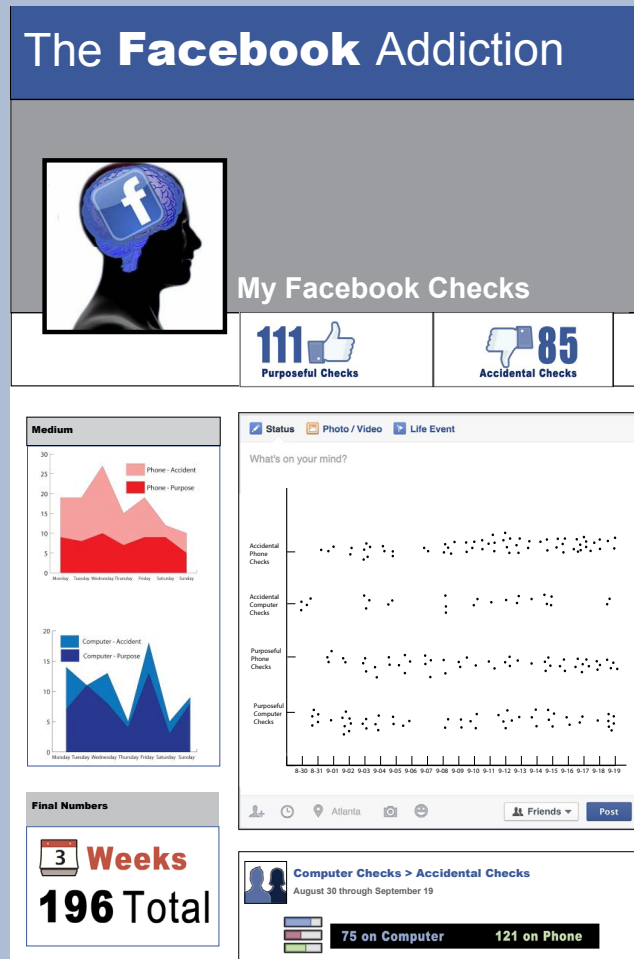 The Facebook Addiction
f
My Facebook Checks
111
Purposeful Checks
85
Accidental Checks
Medium
30
25
20
15
10
5
0
Phone - Accident
Phone - Purpose
Monday Tuesday Wednesday Thursday Friday Saturday Sunday
20
15
10
5
0
Computer - Accident
Computer - Purpose
Monday Tuesday Wednesday Thursday Friday Saturday Sunday
Final Numbers
3 Weeks
196 Total
Status Photo / Video Life Event
What's on your mind?
Accidental
Phone
Checks
Accidental
Computer
Checks
Purposeful
Phone
Checks
Purposeful
Computer
Checks
8-30 8-31 9-01 9-02 9-03 9-04 9-05 9-06 9-07 9-08 9-09 9-10 9-11 9-12 9-13 9-14 9-15 9-16 9-17 9-18 9-19
Atlanta
Friends
Post
Computer Checks > Accidental Checks
August 30 through September 19
75 on Computer 121 on Phone